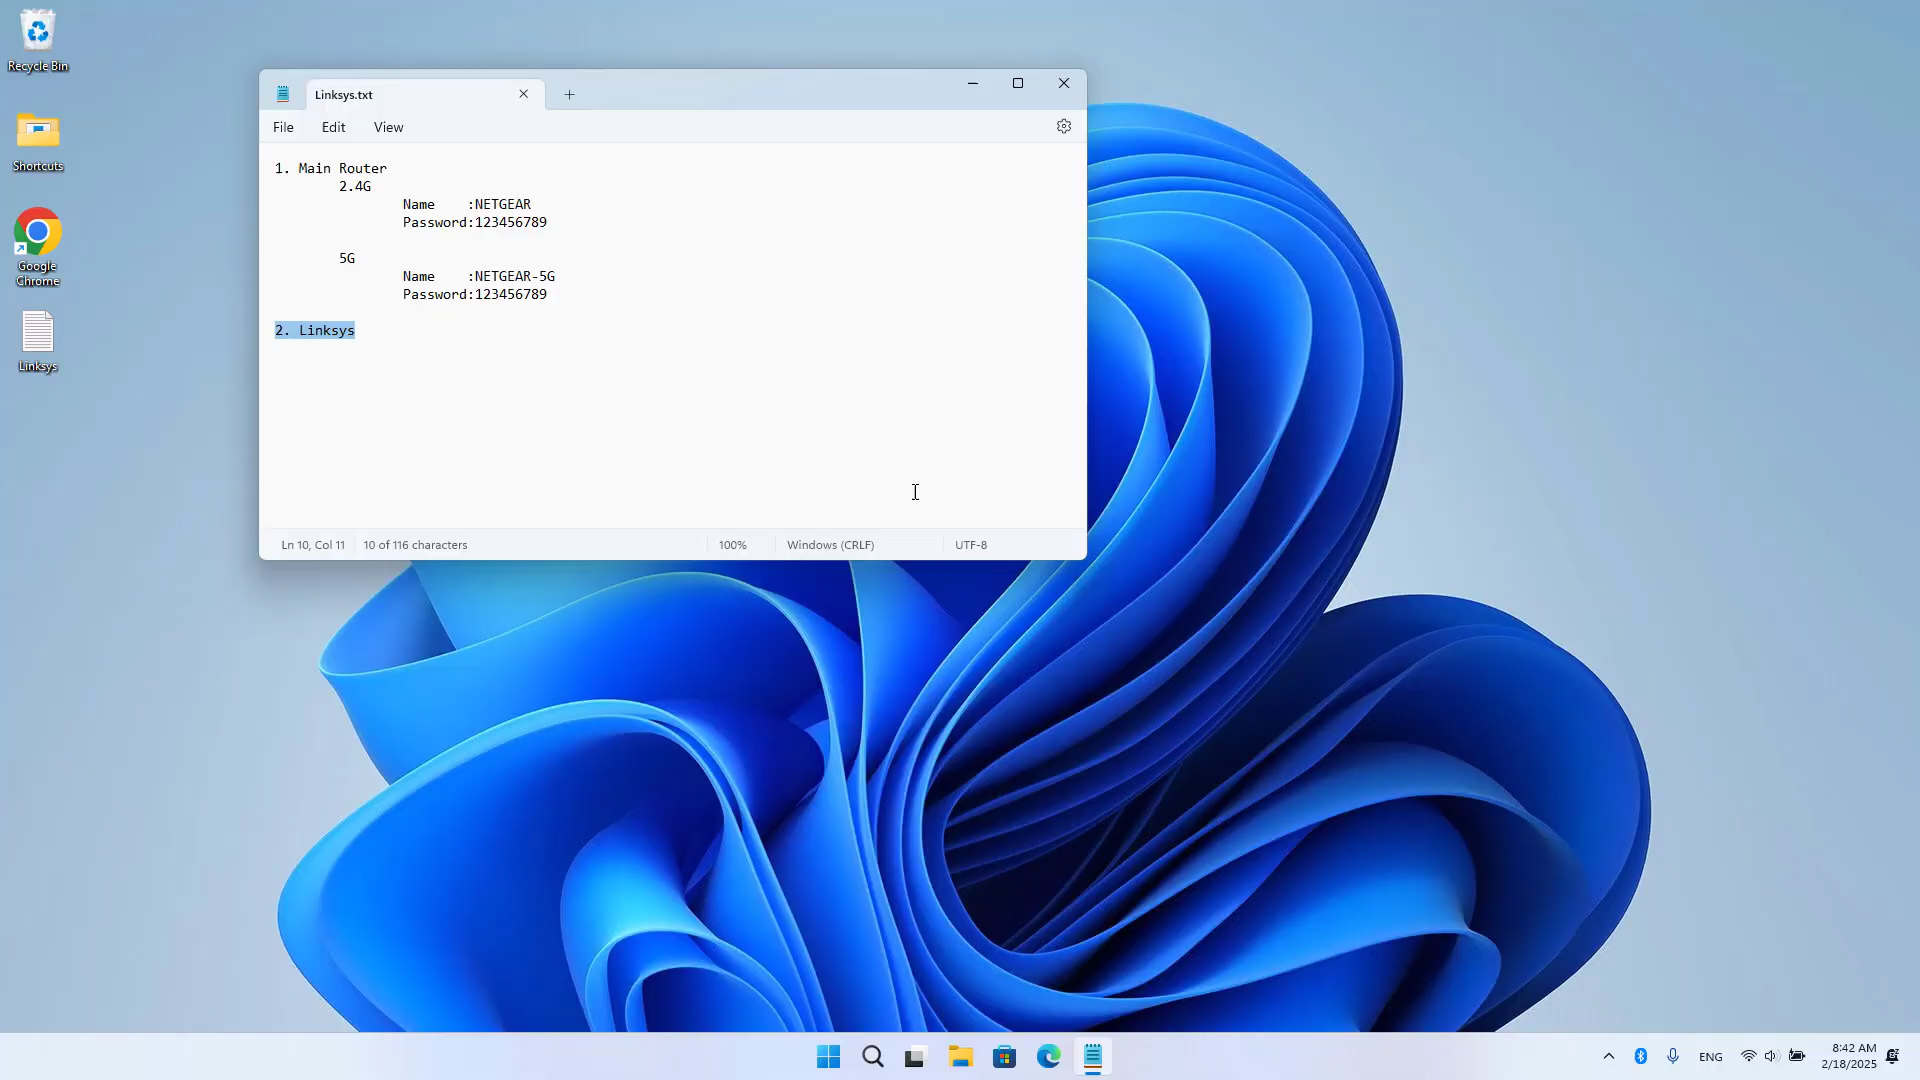 Recycle Bin
Shortcuts
Google
Chrome
Linksys
Linksys.txt
File Edit View
1. Main Router
2.4G
Name    :NETGEAR
Password:123456789
5G
Name    :NETGEAR-5G
Password:123456789
2. Linksys
Ln 10, Col 11 10 of 116 characters 100% Windows (CRLF) UTF-8
ENG
8:42 AM
2/18/2025